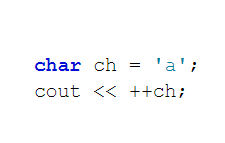 char ch = 'a';
cout << ++ch;